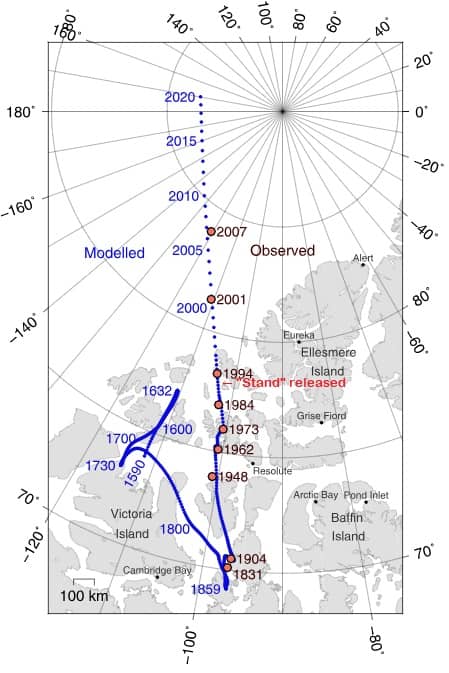 180°
160°
140°
120°
100°
80°
60°
40°
20°
180°
0°
2020
−20°
2015
−160°
2010
2007
−40°
Modelled
2005
Observed
Alert
2000
2001
80°
−140°
Eureka
−60°
Ellesmere
Island
1994
"Stand" released
1632
1984
Grise Fiord
1600
1973
1700
1962
1730
1590
1948
Resolute
70°
Victoria
Island
Arctic Bay
Pond Inlet
Baffin
Island
1800
−120°
1904
70°
Cambridge Bay
1831
1859
100 km
−100°
−80°